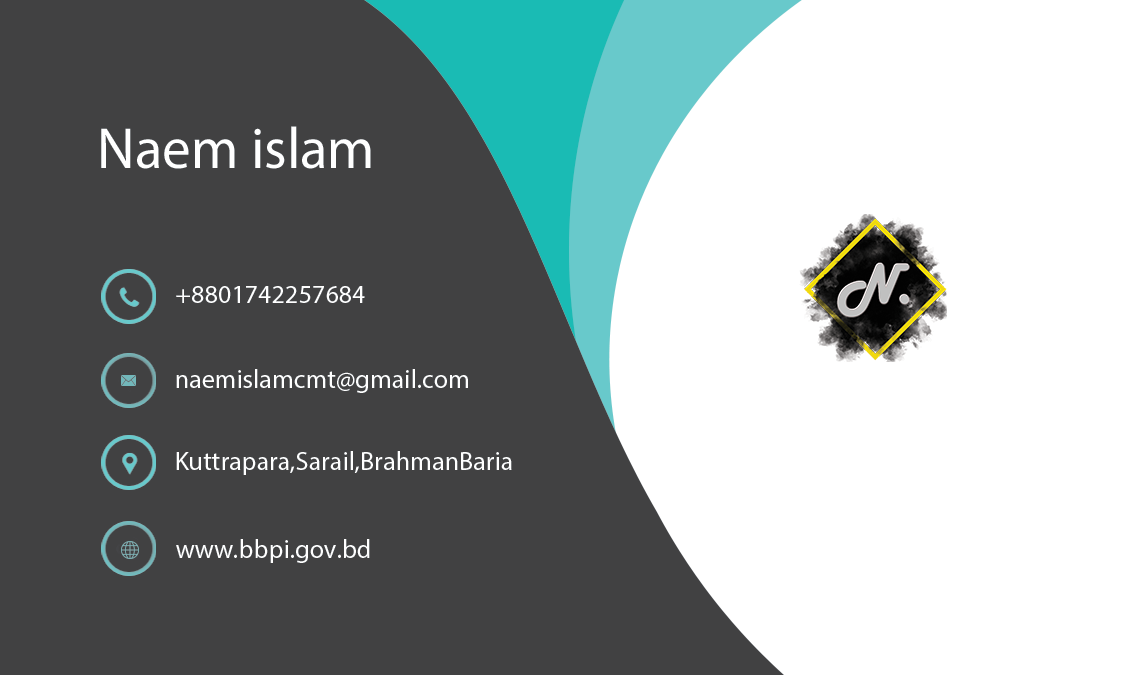 Naem islam
+8801742257684
naemislamcmt@gmail.com
Kuttrapara,Sarail,BrahmanBaria
www.bbpi.gov.bd
N.